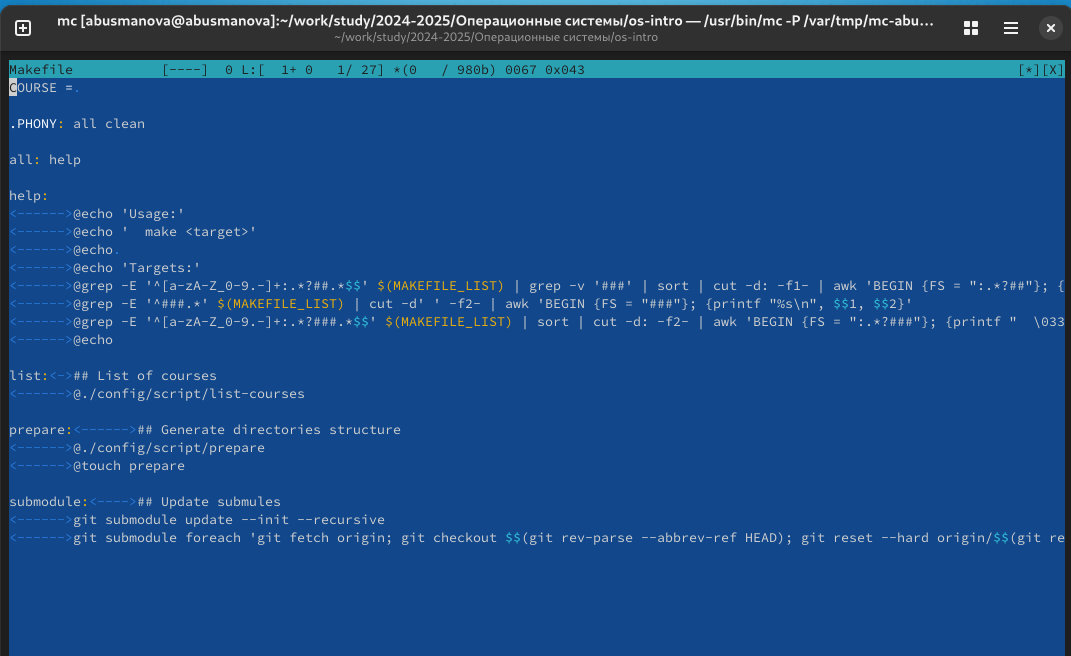 mc [abusmanova@abusmanova]:~/work/study/2024-2025/Операционные системы/os-intro — /usr/bin/mc -P /var/tmp/mc-abu…
~/work/study/2024-2025/Операционные системы/os-intro
Makefile [----] 0 L:[ 1+ 0 1/ 27] *(0 / 980b) 0067 0x043 [*][X]
COURSE =.

.PHONY: all clean

all: help

help:
<------>@echo 'Usage:'
<------>@echo '  make <target>'
<------>@echo.
<------>@echo 'Targets:'
<------>@grep -E '^[a-zA-Z_0-9.-]+:.*?##.*$$' $(MAKEFILE_LIST) | grep -v '###' | sort | cut -d: -f1- | awk 'BEGIN {FS = ":.*?##"}; {
<------>@grep -E '^###.*' $(MAKEFILE_LIST) | cut -d' ' -f2- | awk 'BEGIN {FS = "###"}; {printf "%s\n", $$1, $$2}'
<------>@grep -E '^[a-zA-Z_0-9.-]+:.*?###.*$$' $(MAKEFILE_LIST) | sort | cut -d: -f2- | awk 'BEGIN {FS = ":.*?###"}; {printf "  \033
<------>@echo

list:<->## List of courses
<------>@./config/script/list-courses

prepare:<------>## Generate directories structure
<------>@./config/script/prepare
<------>@touch prepare

submodule:<---->## Update submules
<------>git submodule update --init --recursive
<------>git submodule foreach 'git fetch origin; git checkout $$(git rev-parse --abbrev-ref HEAD); git reset --hard origin/$$(git re